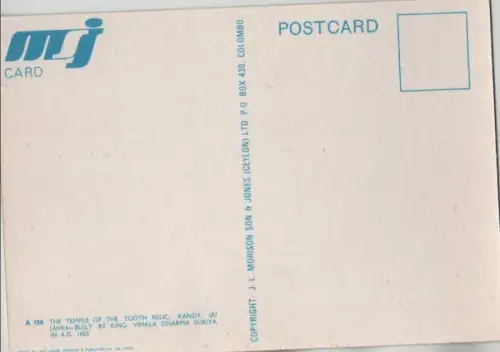 msj
CARD
POSTCARD
COPYRIGHT: J. L. MORISON SON & JONES (CEYLON) LTD P. O BOX 430, COLOMBO.
A 156 THE TEMPLE OF THE TOOTH RELIC, KANDY, SRI
LANKA—BUILT BY KING VIMALA DHARMA SURIYA
IN A.D. 1603